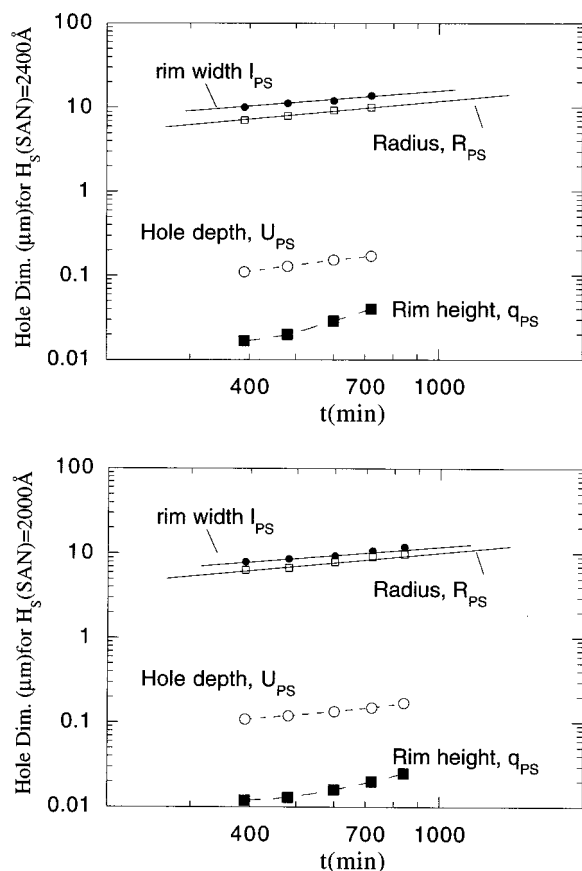 Hole Dim. (μm)for H_S(SAN)=2400Å
100
10
1
0.1
0.01
rim width l_PS
Radius, R_PS
Hole depth, U_PS
Rim height, q_PS
400 700 1000
t(min)
Hole Dim. (μm)for H_S(SAN)=2000Å
100
10
1
0.1
0.01
rim width l_PS
Radius, R_PS
Hole depth, U_PS
Rim height, q_PS
400 700 1000
t(min)